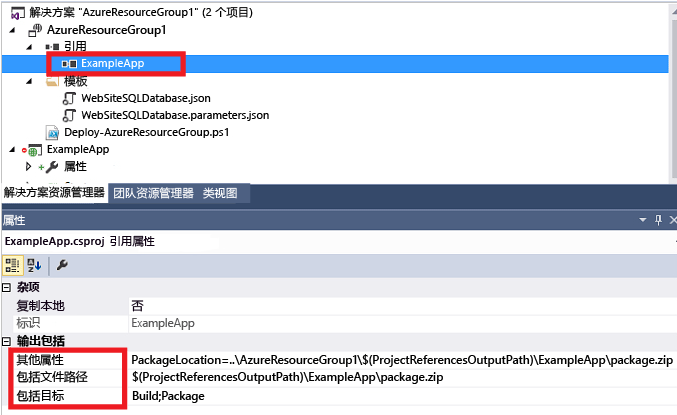 解决方案 "AzureResourceGroup1" (2 个项目)
AzureResourceGroup1
引用
ExampleApp
模板
WebSiteSQLDatabase.json
WebSiteSQLDatabase.parameters.json
Deploy-AzureResourceGroup.ps1
ExampleApp
属性
解决方案资源管理器 团队资源管理器 类视图
属性
ExampleApp.csproj 引用属性
杂项
复制本地 否
标识 ExampleApp
输出包括
其他属性 PackageLocation=..\AzureResourceGroup1\$(ProjectReferencesOutputPath)\ExampleApp\package.zip
包括文件路径 $(ProjectReferencesOutputPath)\ExampleApp\package.zip
包括目标 Build;Package